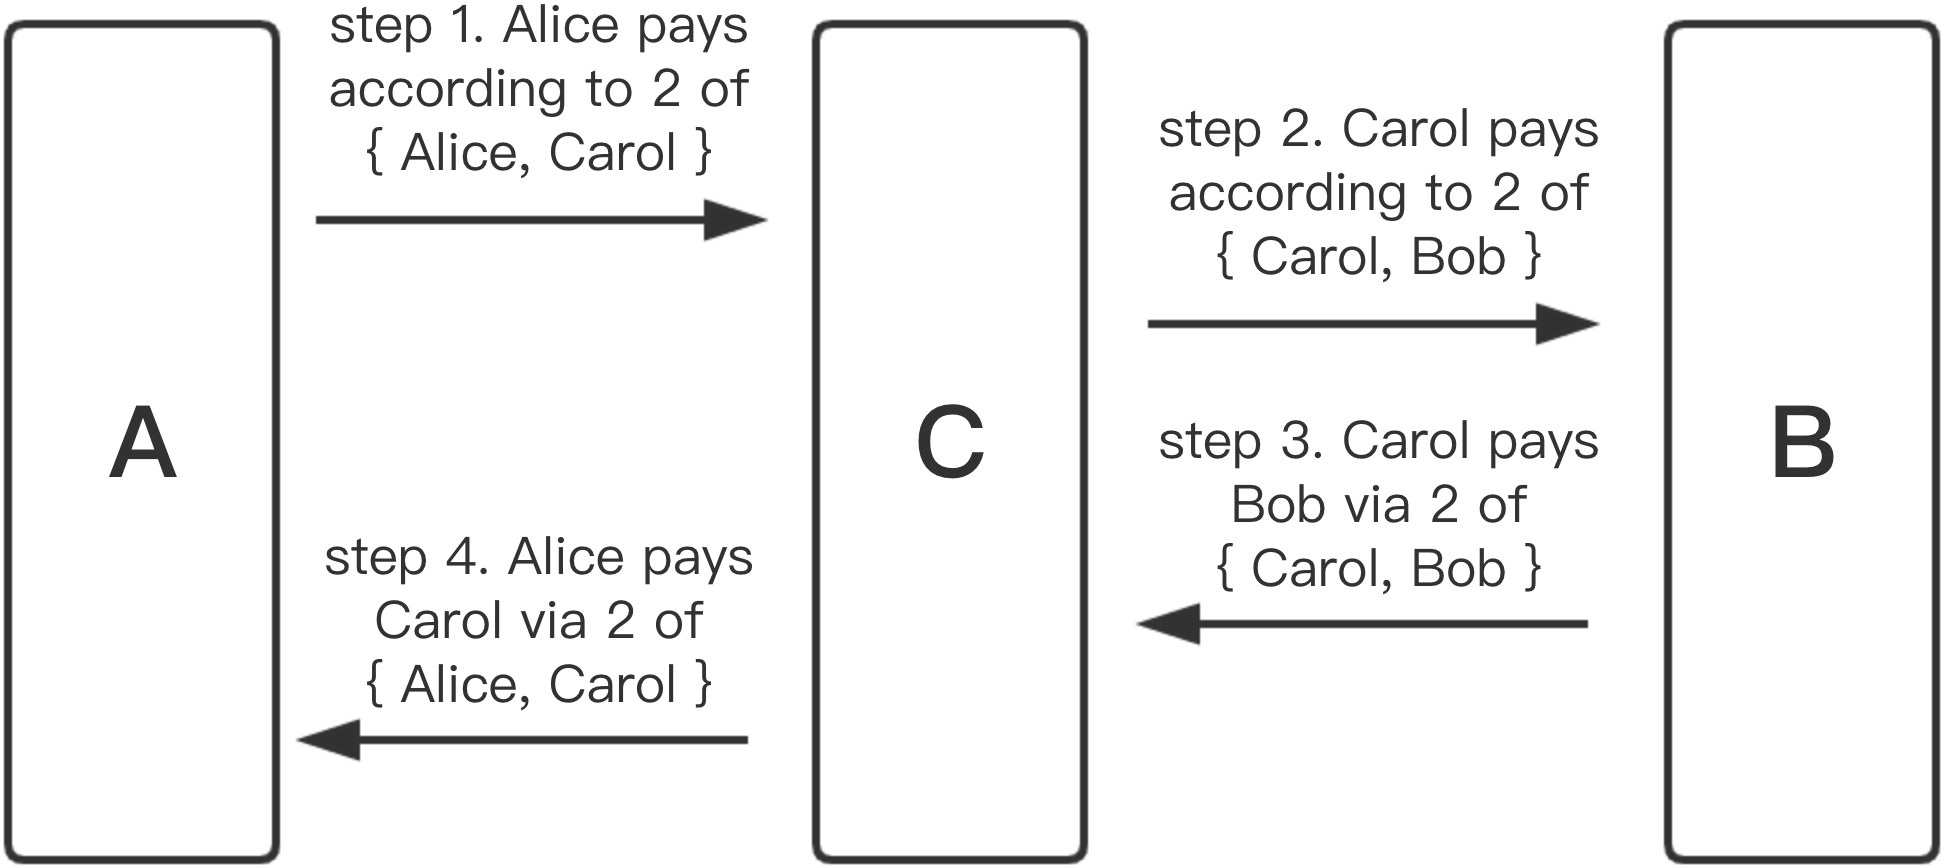 step 1. Alice pays
according to 2 of
{ Alice, Carol }
step 2. Carol pays
according to 2 of
{ Carol, Bob }
A
C
B
step 3. Carol pays
Bob via 2 of
{ Carol, Bob }
step 4. Alice pays
Carol via 2 of
{ Alice, Carol }